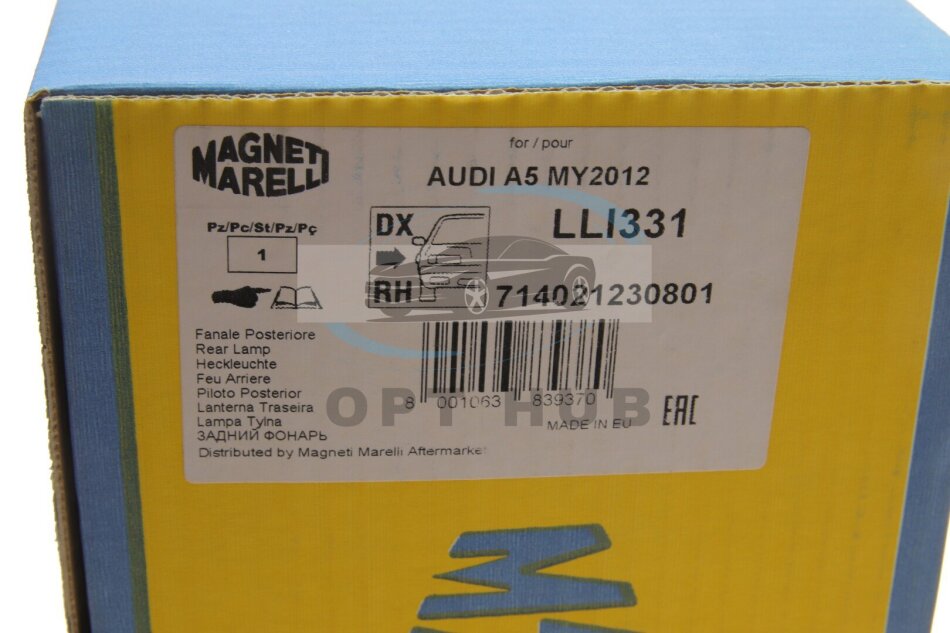 MAGNETI
MARELLI
for / pour
AUDI A5 MY2012
Pz/Pc/St/Pz/Pç
1
DX
RH
LLI331
714021230801
Fanale Posteriore
Rear Lamp
Heckleuchte
Feu Arriere
Piloto Posterior
Lanterna Traseira
Lampa Tylna
ЗАДНИЙ ФОНАРЬ
Distributed by Magneti Marelli Aftermarket
8 001063 839370
MADE IN EU
EAC
OPT HUB